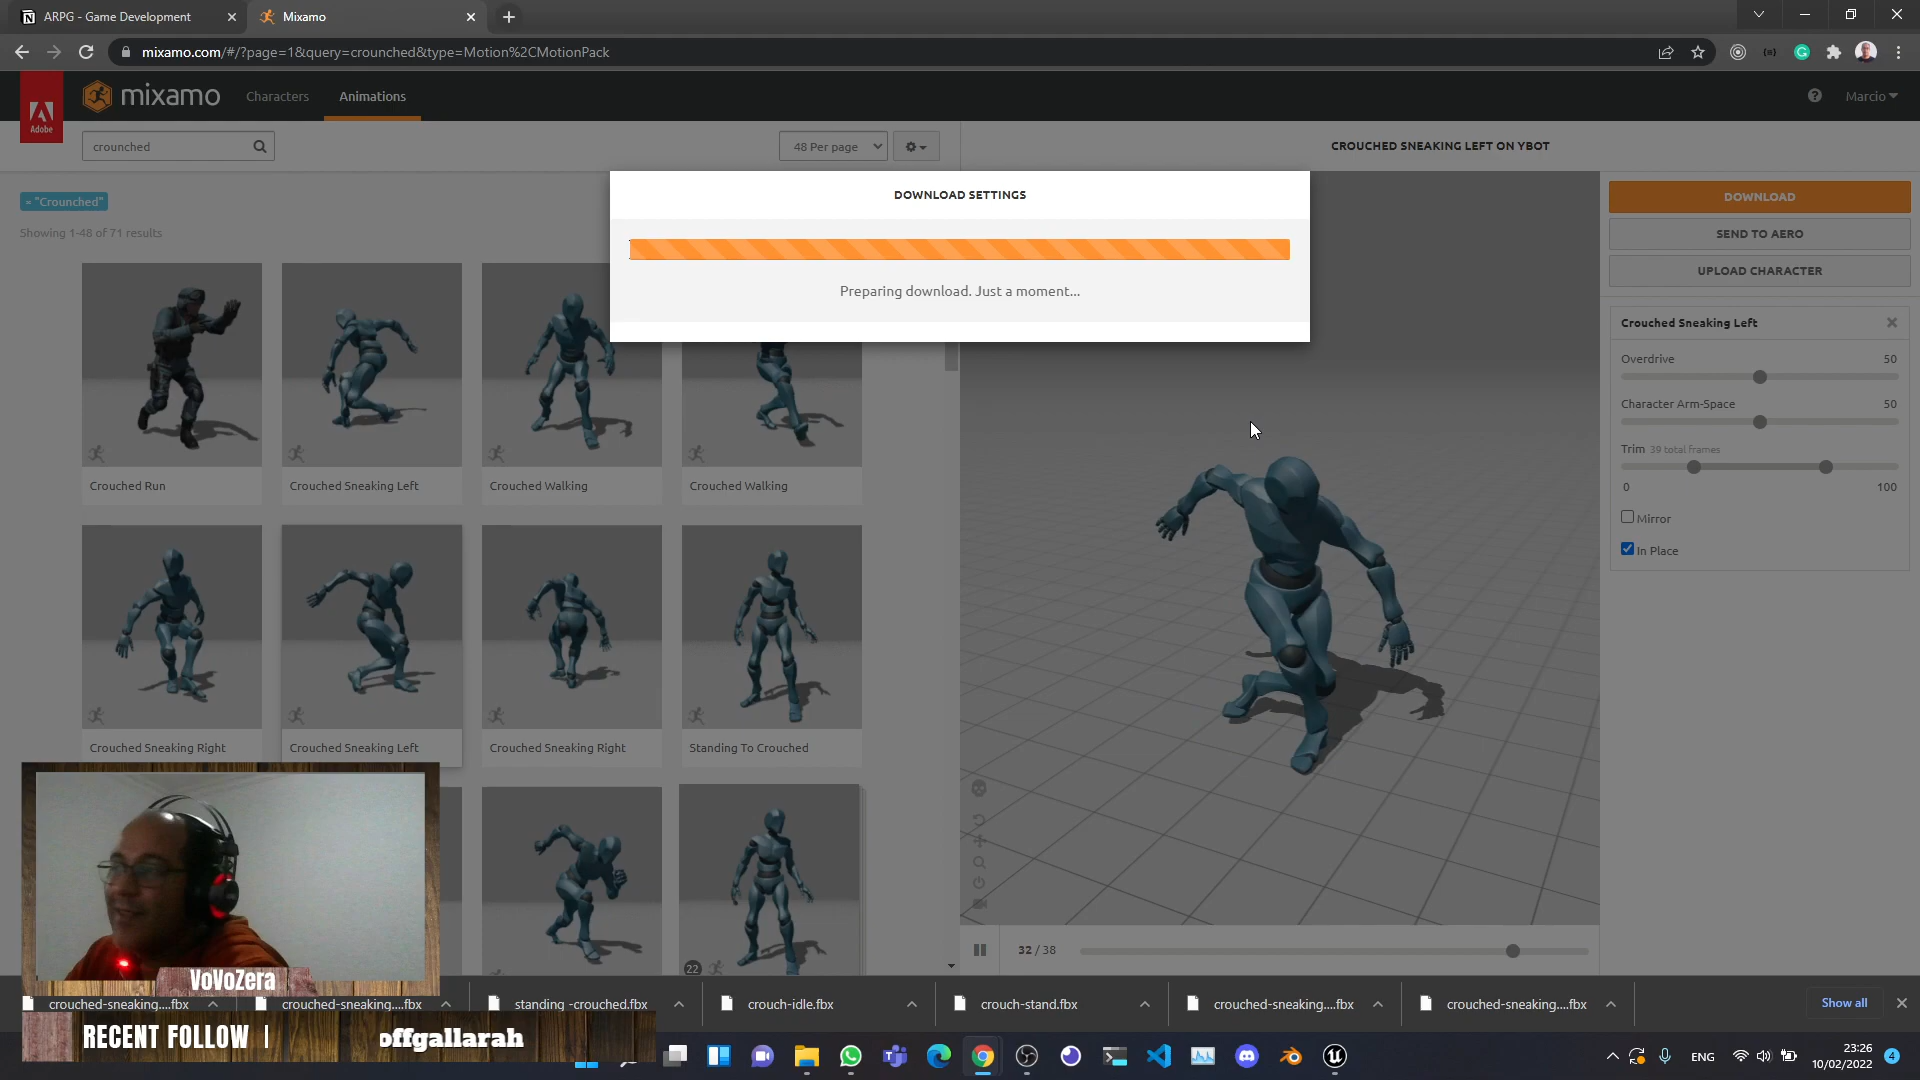 ARPG - Game Development
Mixamo
mixamo.com/#/?page=1&query=crounched&type=Motion%2CMotionPack
Adobe
mixamo
Characters
Animations
Marcio
crounched
48 Per page
CROUCHED SNEAKING LEFT ON YBOT
= "Crounched"
Showing 1-48 of 71 results
DOWNLOAD SETTINGS
Preparing download. Just a moment...
DOWNLOAD
SEND TO AERO
UPLOAD CHARACTER
Crouched Sneaking Left
Overdrive 50
Character Arm-Space 50
Trim 39 total frames
0 100
Mirror
In Place
Crouched Run
Crouched Sneaking Left
Crouched Walking
Crouched Walking
Crouched Sneaking Right
Crouched Sneaking Left
Crouched Sneaking Right
Standing To Crouched
22
32 / 38
VoVoZera
crouched-sneaking....fbx
crouched-sneaking....fbx
standing -crouched.fbx
crouch-idle.fbx
crouch-stand.fbx
crouched-sneaking....fbx
crouched-sneaking....fbx
Show all
RECENT FOLLOW |
offgallarah
ENG
23:26
10/02/2022
4